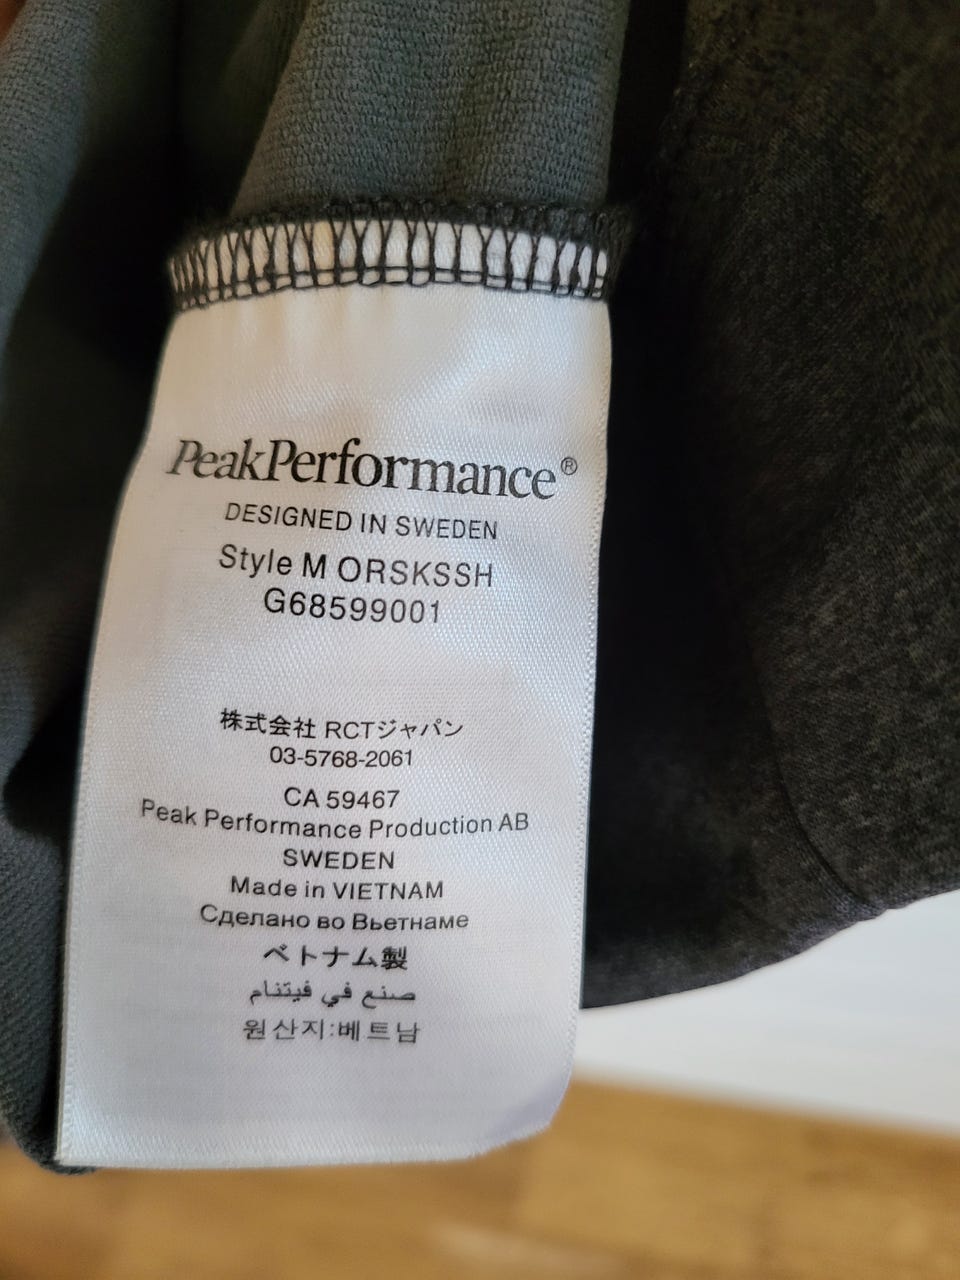 PeakPerformance®
DESIGNED IN SWEDEN
Style M ORSKSSH
G68599001
株式会社 RCTジャパン
03-5768-2061
CA 59467
Peak Performance Production AB
SWEDEN
Made in VIETNAM
Сделано во Вьетнаме
ベトナム製
صنع في فيتنام
원산지:베트남